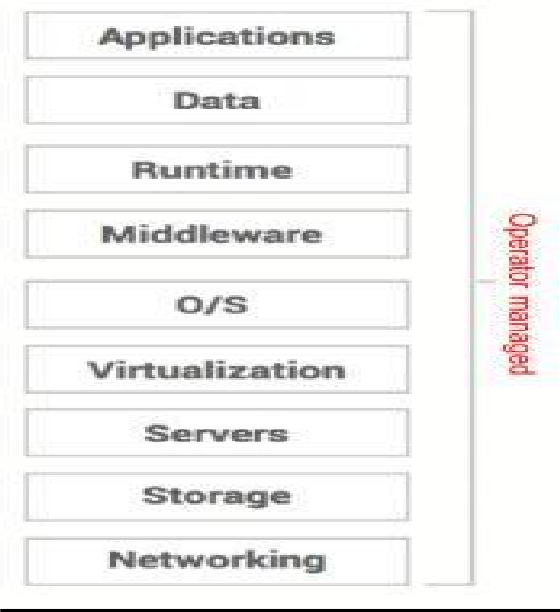 Applications
Data
Runtime
Middleware
O/S
Virtualization
Servers
Storage
Networking
Operator managed